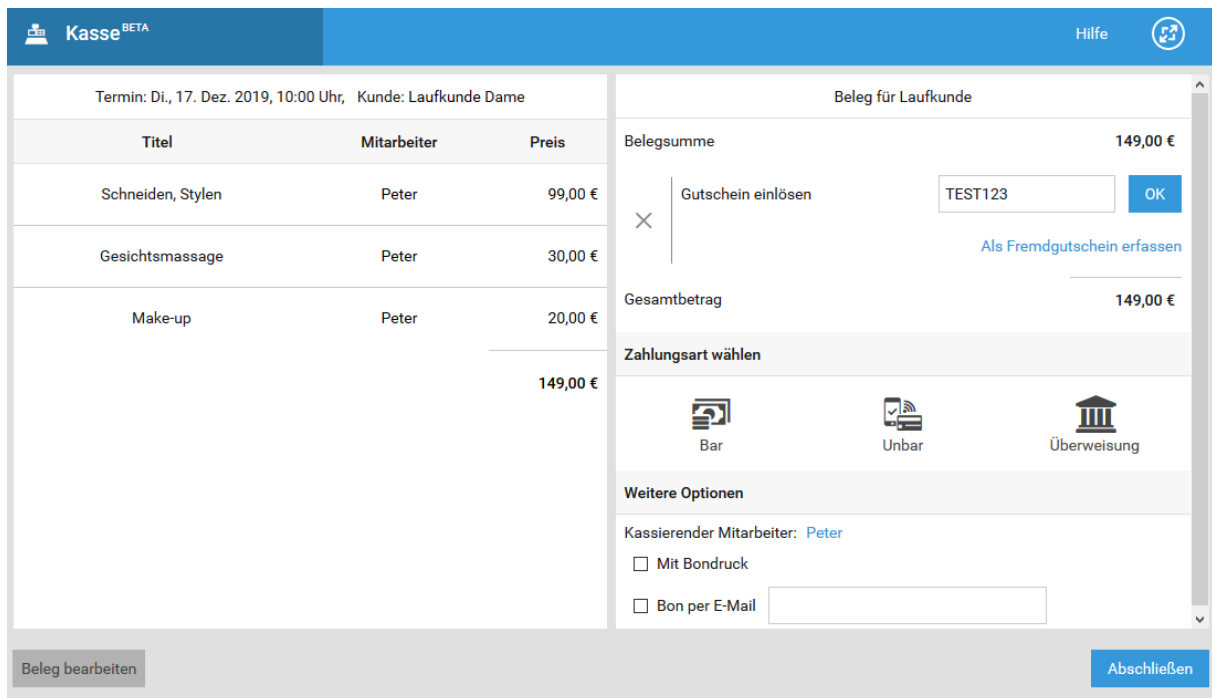 Kasse BETA
Hilfe
Termin: Di., 17. Dez. 2019, 10:00 Uhr, Kunde: Laufkunde Dame
Titel Mitarbeiter Preis
Schneiden, Stylen Peter 99,00 €
Gesichtsmassage Peter 30,00 €
Make-up Peter 20,00 €
149,00 €
Beleg für Laufkunde
Belegsumme 149,00 €
Gutschein einlösen TEST123 OK
Als Fremdgutschein erfassen
Gesamtbetrag 149,00 €
Zahlungsart wählen
Bar Unbar Überweisung
Weitere Optionen
Kassierender Mitarbeiter: Peter
Mit Bondruck
Bon per E-Mail
Beleg bearbeiten
Abschließen